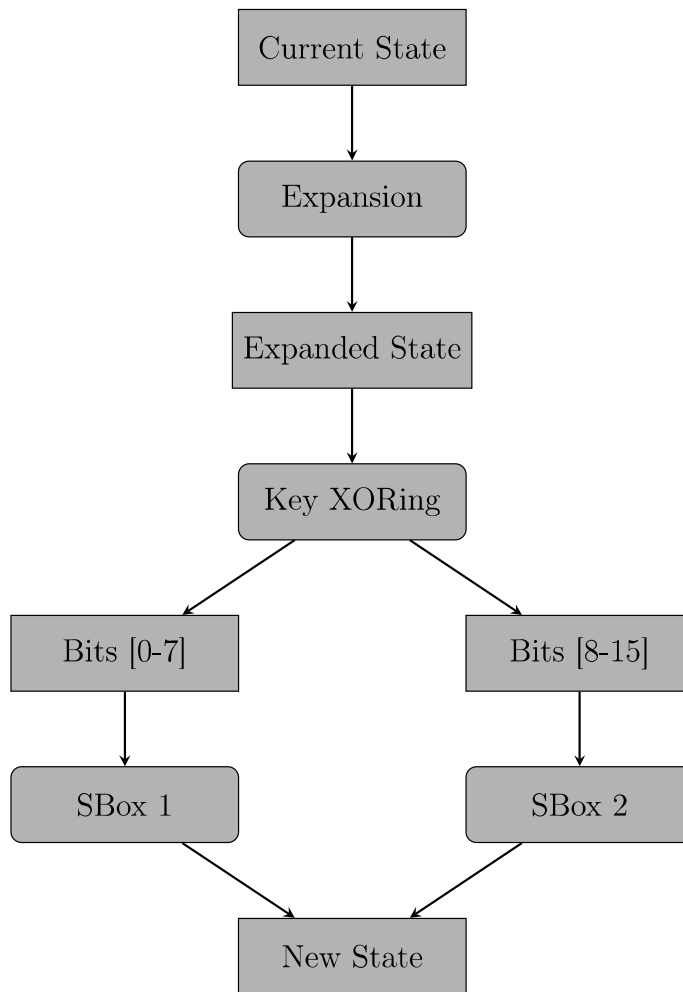 Current State
Expansion
Expanded State
Key XORing
Bits [0-7]
Bits [8-15]
SBox 1
SBox 2
New State